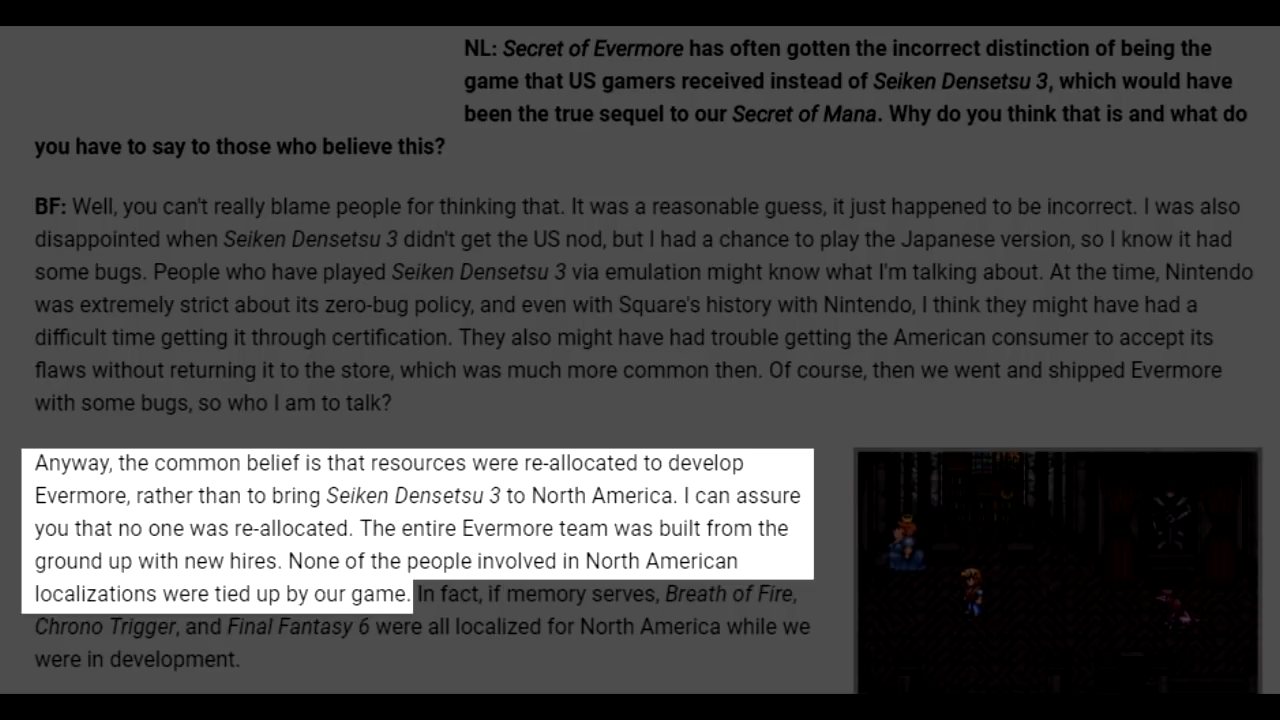 NL: Secret of Evermore has often gotten the incorrect distinction of being the
game that US gamers received instead of Seiken Densetsu 3, which would have
been the true sequel to our Secret of Mana. Why do you think that is and what do
you have to say to those who believe this?
BF: Well, you can't really blame people for thinking that. It was a reasonable guess, it just happened to be incorrect. I was also
disappointed when Seiken Densetsu 3 didn't get the US nod, but I had a chance to play the Japanese version, so I know it had
some bugs. People who have played Seiken Densetsu 3 via emulation might know what I'm talking about. At the time, Nintendo
was extremely strict about its zero-bug policy, and even with Square's history with Nintendo, I think they might have had a
difficult time getting it through certification. They also might have had trouble getting the American consumer to accept its
flaws without returning it to the store, which was much more common then. Of course, then we went and shipped Evermore
with some bugs, so who I am to talk?
Anyway, the common belief is that resources were re-allocated to develop
Evermore, rather than to bring Seiken Densetsu 3 to North America. I can assure
you that no one was re-allocated. The entire Evermore team was built from the
ground up with new hires. None of the people involved in North American
localizations were tied up by our game. In fact, if memory serves, Breath of Fire,
Chrono Trigger, and Final Fantasy 6 were all localized for North America while we
were in development.